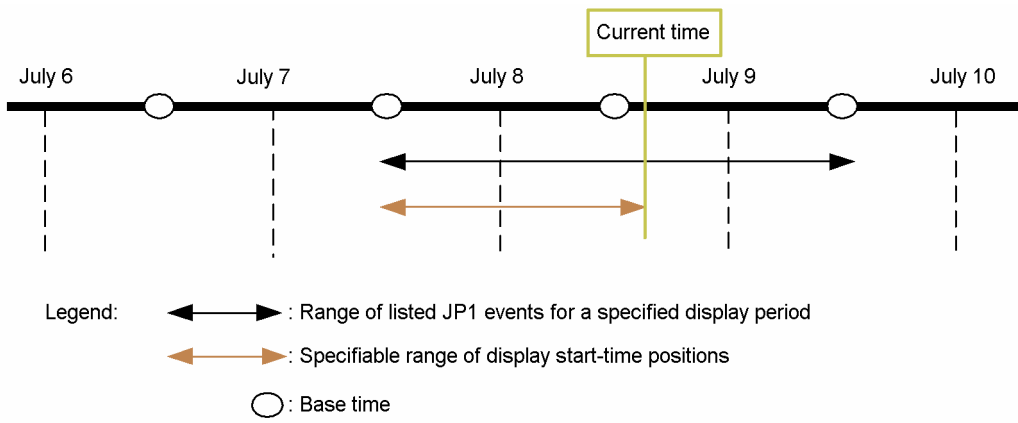 Current time
July 6
July 7
July 8
July 9
July 10
Legend:
: Range of listed JP1 events for a specified display period
: Specifiable range of display start-time positions
: Base time